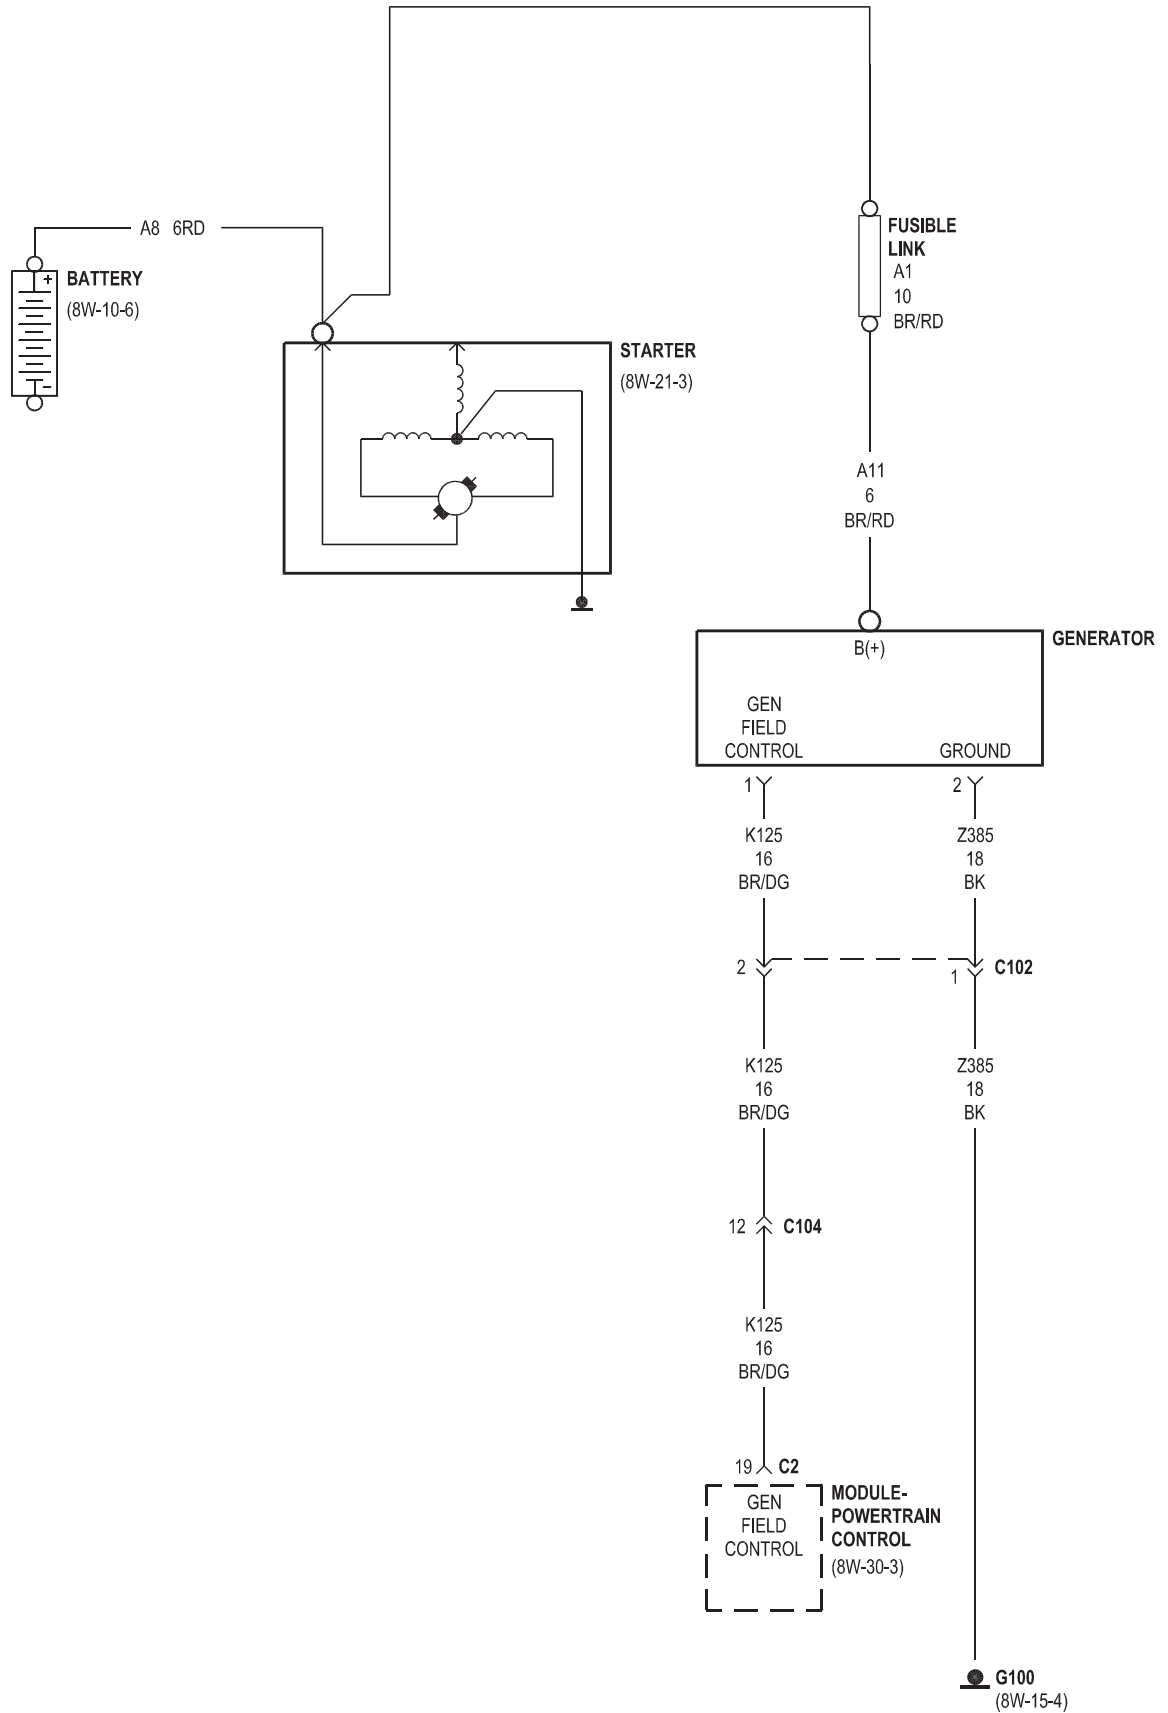 A8 6RD
BATTERY
(8W-10-6)
+
-
FUSIBLE
LINK
A1
10
BR/RD
STARTER
(8W-21-3)
A11
6
BR/RD
GENERATOR
B(+)
GEN
FIELD
CONTROL
GROUND
1
2
K125
16
BR/DG
Z385
18
BK
2
1
C102
K125
16
BR/DG
Z385
18
BK
12
C104
K125
16
BR/DG
19
C2
GEN
FIELD
CONTROL
MODULE-
POWERTRAIN
CONTROL
(8W-30-3)
G100
(8W-15-4)